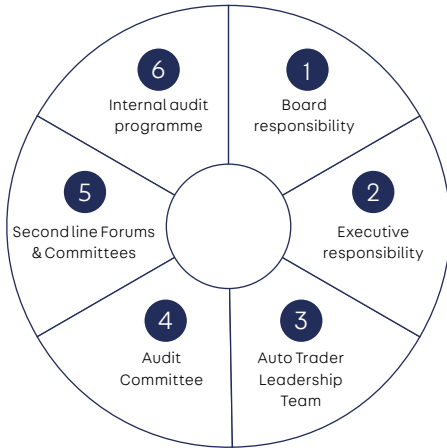 1
Board
responsibility
2
Executive
responsibility
3
Auto Trader
Leadership
Team
4
Audit
Committee
5
Second line Forums
& Committees
6
Internal audit
programme